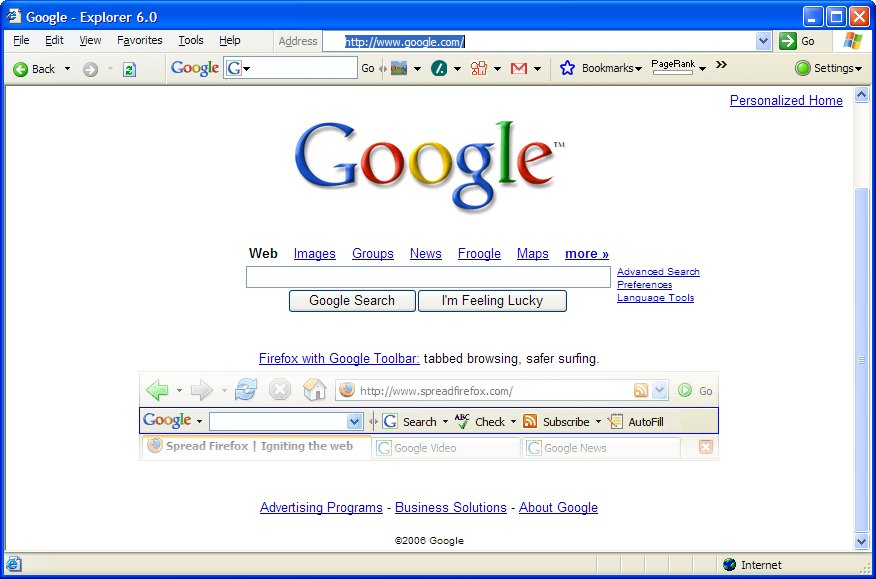 Google - Explorer 6.0
File Edit View Favorites Tools Help Address http://www.google.com/ Go
Back Google G Go Bookmarks PageRank » Settings
Personalized Home
Google™
Web Images Groups News Froogle Maps more »
Advanced Search
Preferences
Language Tools
Google Search I'm Feeling Lucky
Firefox with Google Toolbar: tabbed browsing, safer surfing.
http://www.spreadfirefox.com/ Go
Google G Search ABC Check Subscribe AutoFill
Spread Firefox | Igniting the web G Google Video G Google News
Advertising Programs - Business Solutions - About Google
©2006 Google
Internet